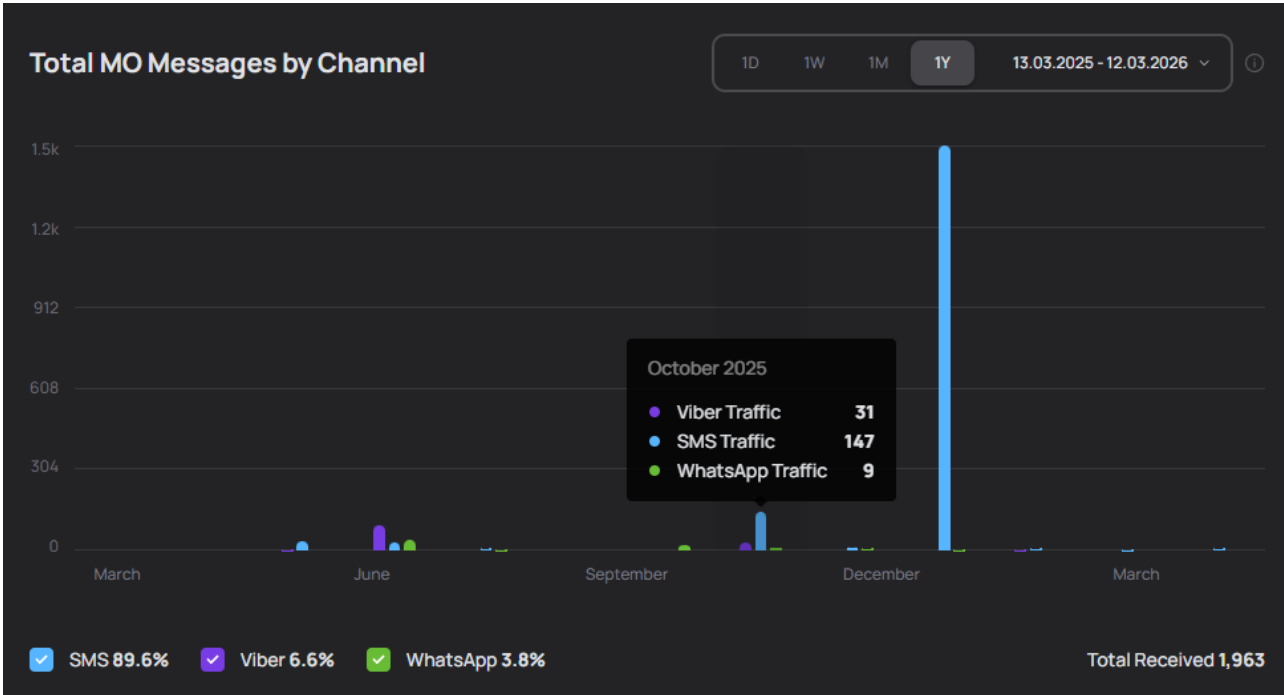 Total MO Messages by Channel
1D 1W 1M 1Y 13.03.2025 - 12.03.2026
1.5k
1.2k
912
608
304
0
October 2025
Viber Traffic 31
SMS Traffic 147
WhatsApp Traffic 9
March June September December March
SMS 89.6% Viber 6.6% WhatsApp 3.8% Total Received 1,963